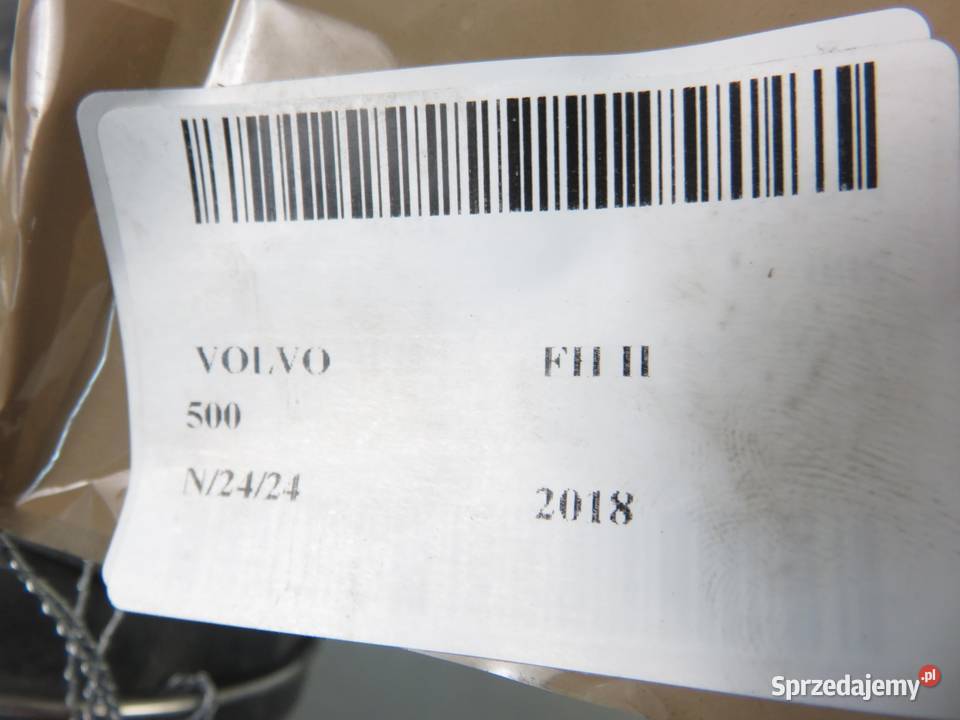 VOLVO FH II
500
N/24/24 2018
Sprzedajemy.pl